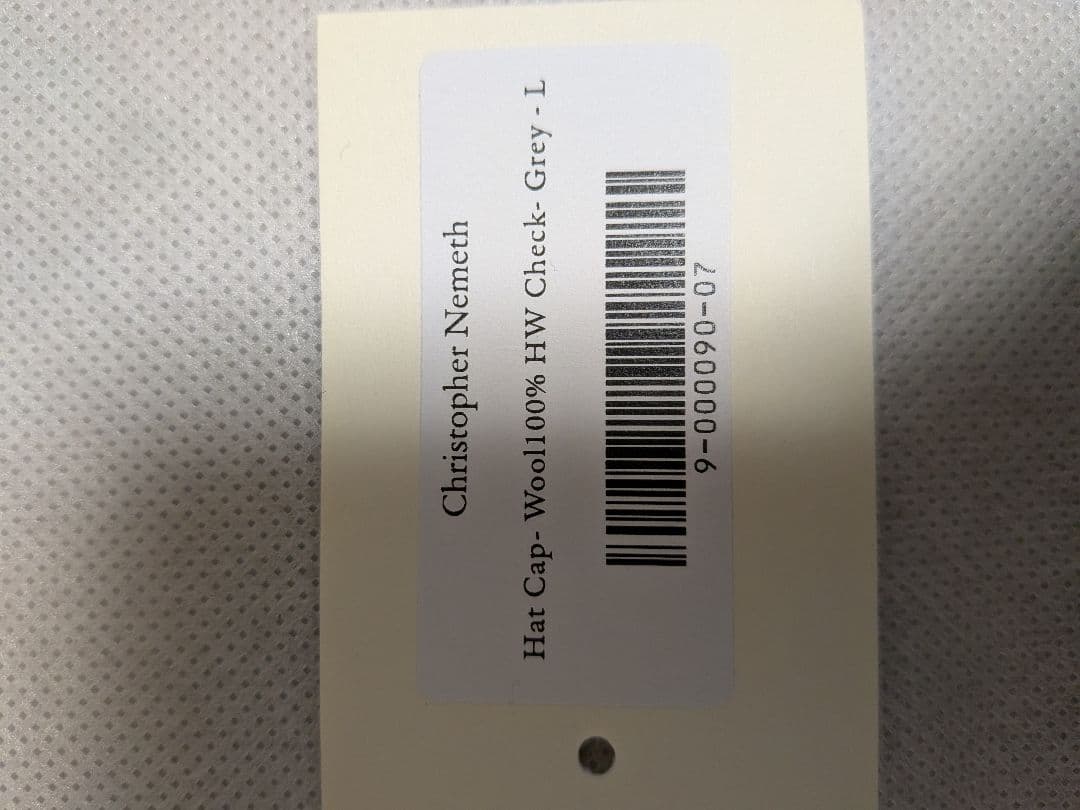 Christopher Nemeth
Hat Cap- Wool100% HW Check- Grey - L
9-000090-07